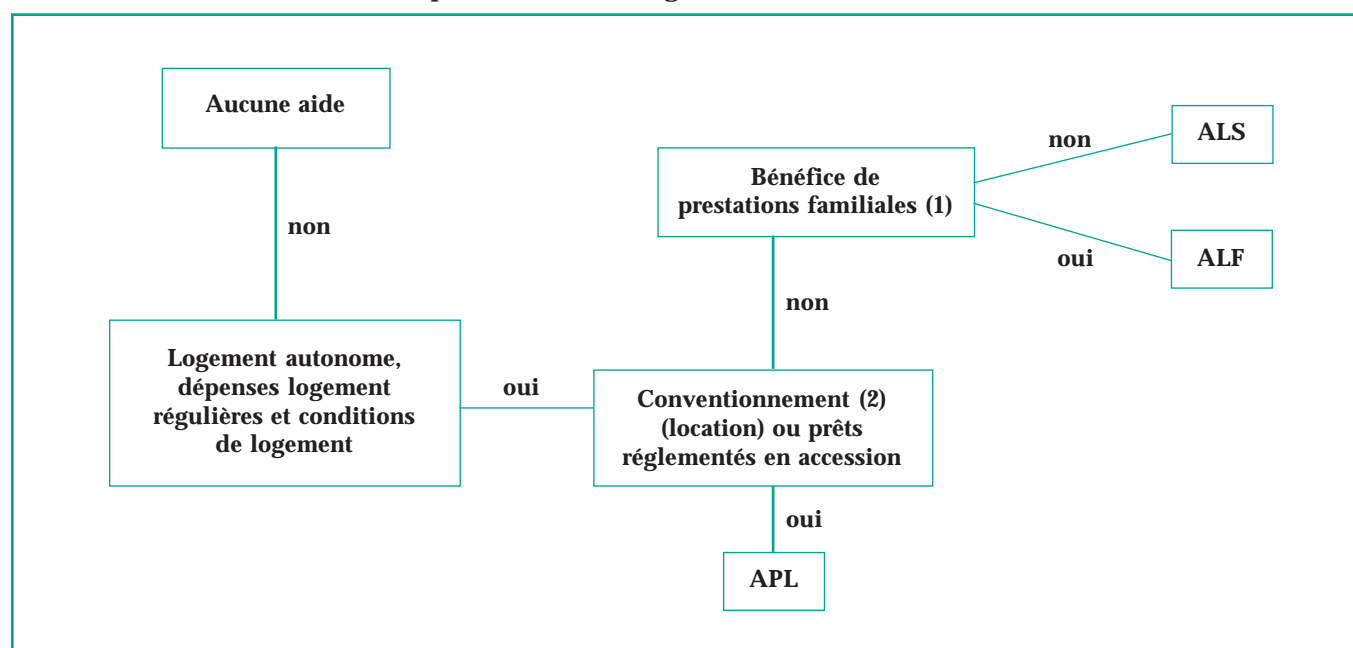 Aucune aide
non
Logement autonome,
dépenses logement
régulières et conditions
de logement
oui
Conventionnement (2)
(location) ou prêts
réglementés en accession
oui
APL
non
Bénéfice de
prestations familiales (1)
non
ALS
oui
ALF